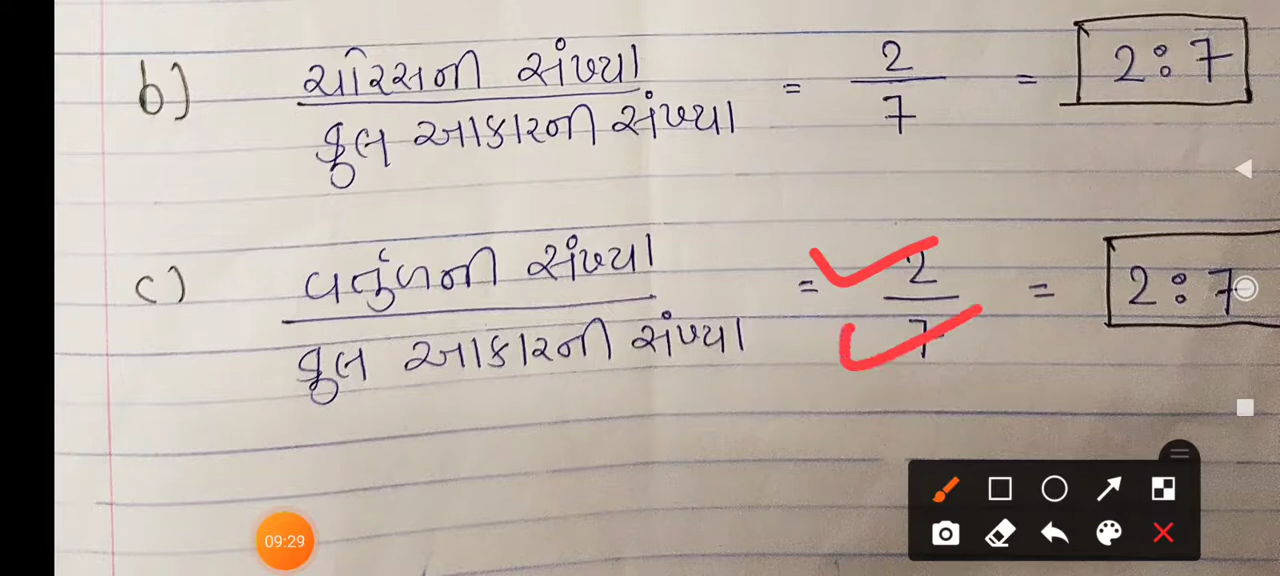 b) ચોરસની સંખ્યા / કુલ આકારની સંખ્યા = 2/7 = 2:7
c) વર્તુળની સંખ્યા / કુલ આકારની સંખ્યા = 2/7 = 2:7
09:29